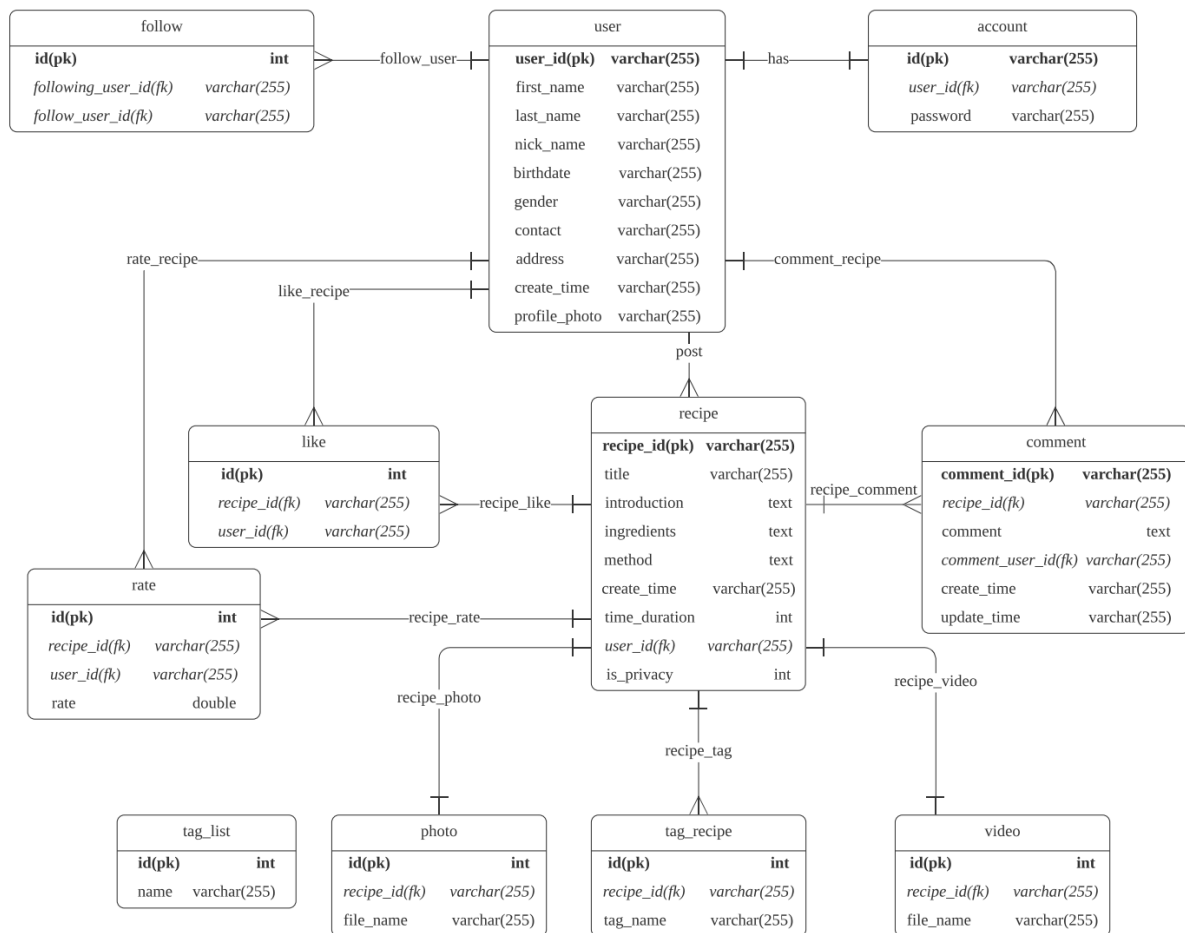 follow
id(pk) int
following_user_id(fk) varchar(255)
follow_user_id(fk) varchar(255)
follow_user
user
user_id(pk) varchar(255)
first_name varchar(255)
last_name varchar(255)
nick_name varchar(255)
birthdate varchar(255)
gender varchar(255)
contact varchar(255)
address varchar(255)
create_time varchar(255)
profile_photo varchar(255)
has
account
id(pk) varchar(255)
user_id(fk) varchar(255)
password varchar(255)
rate_recipe
like_recipe
comment_recipe
post
like
id(pk) int
recipe_id(fk) varchar(255)
user_id(fk) varchar(255)
recipe_like
recipe
recipe_id(pk) varchar(255)
title varchar(255)
introduction text
ingredients text
method text
create_time varchar(255)
time_duration int
user_id(fk) varchar(255)
is_privacy int
recipe_comment
comment
comment_id(pk) varchar(255)
recipe_id(fk) varchar(255)
comment text
comment_user_id(fk) varchar(255)
create_time varchar(255)
update_time varchar(255)
rate
id(pk) int
recipe_id(fk) varchar(255)
user_id(fk) varchar(255)
rate double
recipe_rate
recipe_photo
recipe_tag
recipe_video
tag_list
id(pk) int
name varchar(255)
photo
id(pk) int
recipe_id(fk) varchar(255)
file_name varchar(255)
tag_recipe
id(pk) int
recipe_id(fk) varchar(255)
tag_name varchar(255)
video
id(pk) int
recipe_id(fk) varchar(255)
file_name varchar(255)